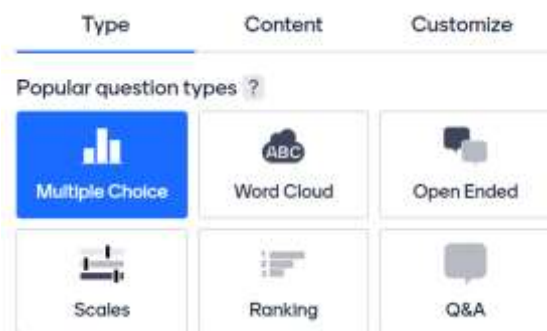 Type Content Customize
Popular question types ?
ABC
Multiple Choice Word Cloud Open Ended
Scales Ranking Q&A